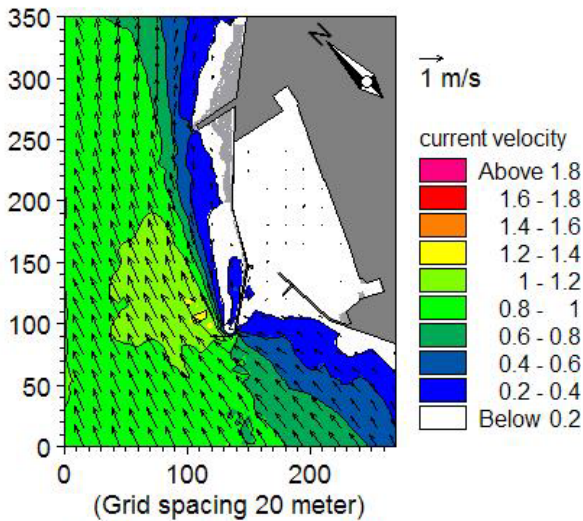 350
300
250
200
150
100
50
0
0 100 200
(Grid spacing 20 meter)
N
1 m/s
current velocity
Above 1.8
1.6 - 1.8
1.4 - 1.6
1.2 - 1.4
1 - 1.2
0.8 - 1
0.6 - 0.8
0.4 - 0.6
0.2 - 0.4
Below 0.2